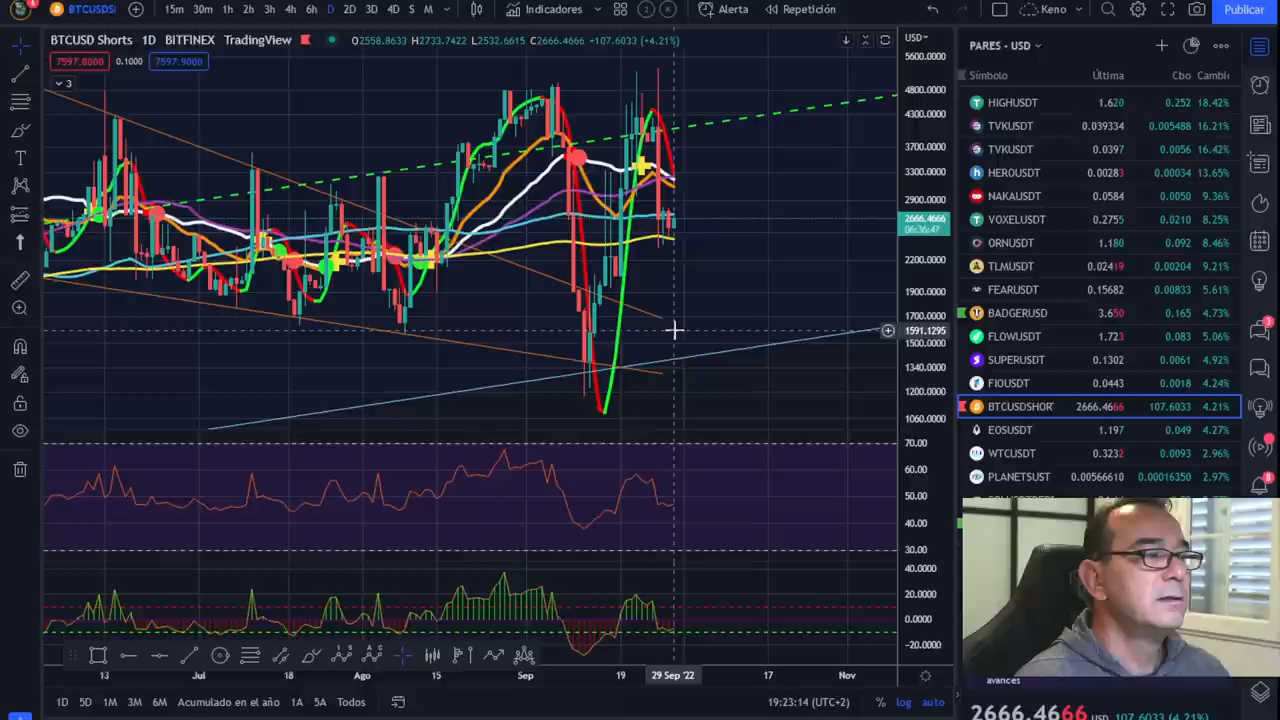 6
BTCUSDSI
15m 30m 1h 2h 3h 4h 6h D 2D 3D 4D S M
Indicadores
2
Alerta
Repetición
Keno
Publicar
BTCUSD Shorts 1D BITFINEX TradingView
O2558.8633 H2733.7422 L2532.6615 C2666.4666 +107.6033 (+4.21%)
USD
7597.8000 0.1000 7597.9000
3
5600.0000
4800.0000
4300.0000
3700.0000
3300.0000
2900.0000
2666.4666
06:36:47
2200.0000
1900.0000
1700.0000
1591.1295
1500.0000
1340.0000
1200.0000
1060.0000
70.00
60.00
50.00
40.00
30.00
40.0000
20.0000
0.0000
-20.0000
13 Jul 18 Ago 15 Sep 19 29 Sep '22 17 Nov
1D 5D 1M 3M 6M Acumulado en el año 1A 5A Todos
19:23:14 (UTC+2) % log auto
PARES - USD
Símbolo Última Cbo Cambic
HIGHUSDT 1.620 0.252 18.42%
TVKUSDT 0.039334 0.005488 16.21%
TVKUSDT 0.0397 0.0056 16.42%
HEROUSDT 0.00283 0.00034 13.65%
NAKAUSDT 0.0584 0.0050 9.36%
VOXELUSDT 0.2755 0.0210 8.25%
ORNUSDT 1.180 0.092 8.46%
TLMUSDT 0.02419 0.00204 9.21%
FEARUSDT 0.15682 0.00833 5.61%
BADGERUSD 3.650 0.165 4.73%
FLOWUSDT 1.723 0.083 5.06%
SUPERUSDT 0.1302 0.0061 4.92%
FIOUSDT 0.0443 0.0018 4.24%
BTCUSDSHORT 2666.4666 107.6033 4.21%
EOSUSDT 1.197 0.049 4.27%
WTCUSDT 0.3232 0.0093 2.96%
PLANETSUST 0.00566610 0.00016350 2.97%
avances
2666.4666 USD 107.6033 (4.21%)
3
8